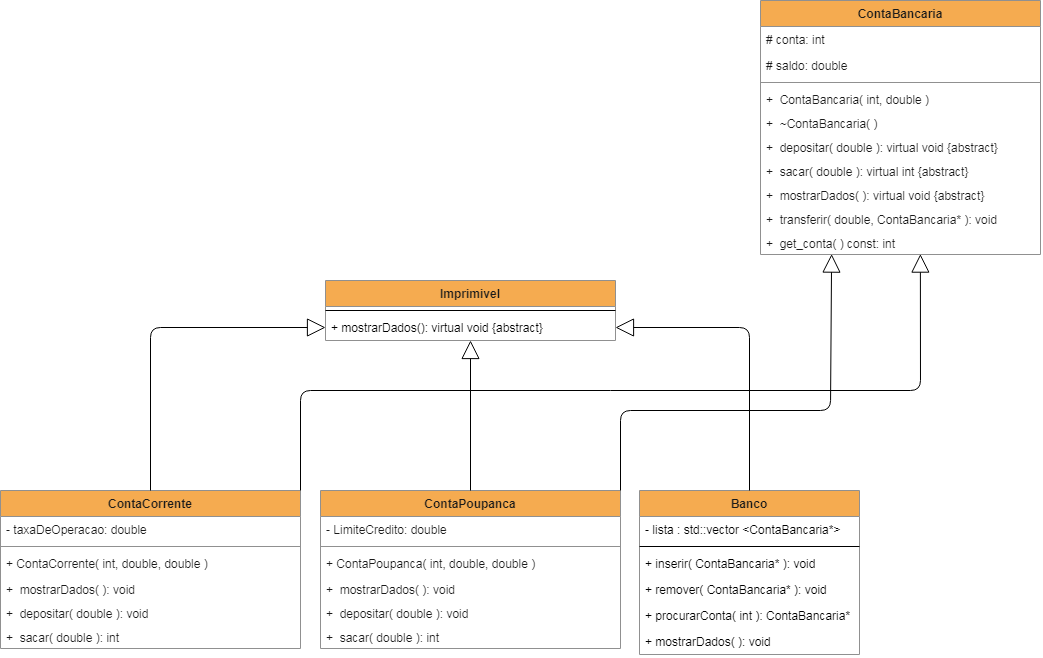 ContaBancaria
# conta: int
# saldo: double
+ ContaBancaria( int, double )
+ ~ContaBancaria( )
+ depositar( double ): virtual void {abstract}
+ sacar( double ): virtual int {abstract}
+ mostrarDados( ): virtual void {abstract}
+ transferir( double, ContaBancaria* ): void
+ get_conta( ) const: int
Imprimivel
+ mostrarDados(): virtual void {abstract}
ContaCorrente
- taxaDeOperacao: double
+ ContaCorrente( int, double, double )
+ mostrarDados( ): void
+ depositar( double ): void
+ sacar( double ): int
ContaPoupanca
- LimiteCredito: double
+ ContaPoupanca( int, double, double )
+ mostrarDados( ): void
+ depositar( double ): void
+ sacar( double ): int
Banco
- lista : std::vector <ContaBancaria*>
+ inserir( ContaBancaria* ): void
+ remover( ContaBancaria* ): void
+ procurarConta( int ): ContaBancaria*
+ mostrarDados( ): void